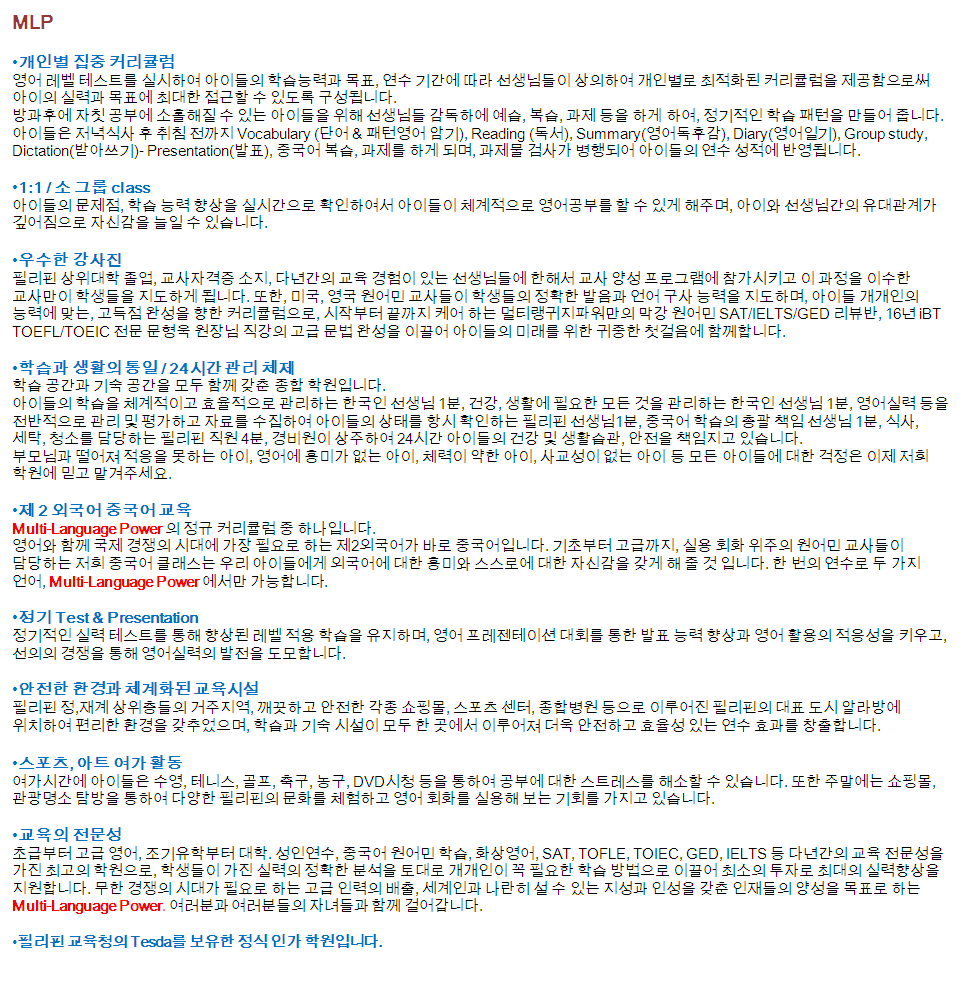 MLP
•개인별 집중 커리큘럼
영어 레벨 테스트를 실시하여 아이들의 학습능력과 목표, 연수 기간에 따라 선생님들이 상의하여 개인별로 최적화된 커리큘럼을 제공함으로써
아이의 실력과 목표에 최대한 접근할 수 있도록 구성됩니다.
방과후에 자칫 공부에 소홀해질 수 있는 아이들을 위해 선생님들 감독하에 예습, 복습, 과제 등을 하게 하여, 정기적인 학습 패턴을 만들어 줍니다.
아이들은 저녁식사 후 취침 전까지 Vocabulary (단어 & 패턴영어 암기), Reading (독서), Summary(영어독후감), Diary(영어일기), Group study,
Dictation(받아쓰기)- Presentation(발표), 중국어 복습, 과제를 하게 되며, 과제물 검사가 병행되어 아이들의 연수 성적에 반영됩니다.
•1:1 / 소 그룹 class
아이들의 문제점, 학습 능력 향상을 실시간으로 확인하여서 아이들이 체계적으로 영어공부를 할 수 있게 해주며, 아이와 선생님간의 유대관계가
깊어짐으로 자신감을 늘일 수 있습니다.
•우수한 강사진
필리핀 상위대학 졸업, 교사자격증 소지, 다년간의 교육 경험이 있는 선생님들에 한해서 교사 양성 프로그램에 참가시키고 이 과정을 이수한
교사만이 학생들을 지도하게 됩니다. 또한, 미국, 영국 원어민 교사들이 학생들의 정확한 발음과 언어 구사 능력을 지도하며, 아이들 개개인의
능력에 맞는, 고득점 완성을 향한 커리큘럼으로, 시작부터 끝까지 케어 하는 멀티랭귀지파워만의 막강 원어민 SAT/IELTS/GED 리뷰반, 16년 iBT
TOEFL/TOEIC 전문 문형욱 원장님 직강의 고급 문법 완성을 이끌어 아이들의 미래를 위한 귀중한 첫걸음에 함께합니다.
•학습과 생활의 통일 / 24시간 관리 체제
학습 공간과 기숙 공간을 모두 함께 갖춘 종합 학원입니다.
아이들의 학습을 체계적이고 효율적으로 관리하는 한국인 선생님 1분, 건강, 생활에 필요한 모든 것을 관리하는 한국인 선생님 1분, 영어실력 등을
전반적으로 관리 및 평가하고 자료를 수집하여 아이들의 상태를 항시 확인하는 필리핀 선생님1분, 중국어 학습의 총괄 책임 선생님 1분, 식사,
세탁, 청소를 담당하는 필리핀 직원 4분, 경비원이 상주하여 24시간 아이들의 건강 및 생활습관, 안전을 책임지고 있습니다.
부모님과 떨어져 적응을 못하는 아이, 영어에 흥미가 없는 아이, 체력이 약한 아이, 사교성이 없는 아이 등 모든 아이들에 대한 걱정은 이제 저희
학원에 믿고 맡겨주세요.
•제 2 외국어 중국어 교육
Multi-Language Power 의 정규 커리큘럼 중 하나입니다.
영어와 함께 국제 경쟁의 시대에 가장 필요로 하는 제2외국어가 바로 중국어입니다. 기초부터 고급까지, 실용 회화 위주의 원어민 교사들이
담당하는 저희 중국어 클래스는 우리 아이들에게 외국어에 대한 흥미와 스스로에 대한 자신감을 갖게 해 줄 것 입니다. 한 번의 연수로 두 가지
언어, Multi-Language Power 에서만 가능합니다.
•정기 Test & Presentation
정기적인 실력 테스트를 통해 향상된 레벨 적용 학습을 유지하며, 영어 프레젠테이션 대회를 통한 발표 능력 향상과 영어 활용의 적응성을 키우고,
선의의 경쟁을 통해 영어실력의 발전을 도모합니다.
•안전한 환경과 체계화된 교육시설
필리핀 정,재계 상위층들의 거주지역, 깨끗하고 안전한 각종 쇼핑몰, 스포츠 센터, 종합병원 등으로 이루어진 필리핀의 대표 도시 알라방에
위치하여 편리한 환경을 갖추었으며, 학습과 기숙 시설이 모두 한 곳에서 이루어져 더욱 안전하고 효율성 있는 연수 효과를 창출합니다.
•스포츠, 아트 여가 활동
여가시간에 아이들은 수영, 테니스, 골프, 축구, 농구, DVD시청 등을 통하여 공부에 대한 스트레스를 해소할 수 있습니다. 또한 주말에는 쇼핑몰,
관광명소 탐방을 통하여 다양한 필리핀의 문화를 체험하고 영어 회화를 실용해 보는 기회를 가지고 있습니다.
•교육의 전문성
초급부터 고급 영어, 조기유학부터 대학. 성인연수, 중국어 원어민 학습, 화상영어, SAT, TOFLE, TOIEC, GED, IELTS 등 다년간의 교육 전문성을
가진 최고의 학원으로, 학생들이 가진 실력의 정확한 분석을 토대로 개개인이 꼭 필요한 학습 방법으로 이끌어 최소의 투자로 최대의 실력향상을
지원합니다. 무한 경쟁의 시대가 필요로 하는 고급 인력의 배출, 세계인과 나란히 설 수 있는 지성과 인성을 갖춘 인재들의 양성을 목표로 하는
Multi-Language Power. 여러분과 여러분들의 자녀들과 함께 걸어갑니다.
•필리핀 교육청의 Tesda를 보유한 정식 인가 학원입니다.